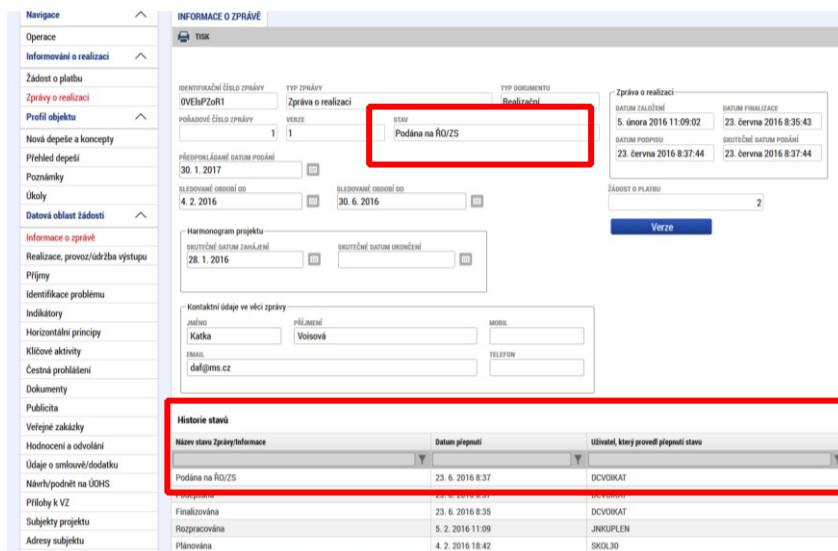 Navigace
Operace
Informování o realizaci
Žádost o platbu
Zprávy o realizaci
Profil objektu
Nová depeše a koncepty
Přehled depeší
Poznámky
Úkoly
Datová oblast žádosti
Informace o zprávě
Realizace, provoz/údržba výstupu
Příjmy
Identifikace problému
Indikátory
Horizontální principy
Klíčové aktivity
Čestná prohlášení
Dokumenty
Publicita
Veřejné zakázky
Hodnocení a odvolání
Údaje o smlouvě/dodatku
Návrh/podnět na ÚOHS
Přílohy k VZ
Subjekty projektu
Adresy subjektu
INFORMACE O ZPRÁVĚ
TISK
IDENTIFIKAČNÍ ČÍSLO ZPRÁVY TYP ZPRÁVY TYP DOKUMENTU
0VElsPZoR1 Zpráva o realizaci Realizační
POŘADOVÉ ČÍSLO ZPRÁVY VERZE STAV
1 1 Podána na ŘO/ZS
PŘEDPOKLÁDANÉ DATUM PODÁNÍ
30. 1. 2017
SLEDOVANÉ OBDOBÍ OD SLEDOVANÉ OBDOBÍ DO
4. 2. 2016 30. 6. 2016
Zpráva o realizaci
DATUM ZALOŽENÍ DATUM FINALIZACE
5. února 2016 11:09:02 23. června 2016 8:35:43
DATUM PODPISU SKUTEČNÉ DATUM PODÁNÍ
23. června 2016 8:37:44 23. června 2016 8:37:44
ŽÁDOST O PLATBU
2
Verze
Harmonogram projektu
SKUTEČNÉ DATUM ZAHÁJENÍ SKUTEČNÉ DATUM UKONČENÍ
28. 1. 2016
Kontaktní údaje ve věci zprávy
JMÉNO PŘÍJMENÍ MOBIL
Katka Voisová
EMAIL TELEFON
daf@ms.cz
Historie stavů
Název stavu Zprávy/Informace Datum přepnutí Uživatel, který provedl přepnutí stavu
Podána na ŘO/ZS 23. 6. 2016 8:37 DCVOIKAT
Podepsána 23. 6. 2016 8:37 DCVOIKAT
Finalizována 23. 6. 2016 8:35 DCVOIKAT
Rozpracována 5. 2. 2016 11:09 JNKUPLEN
Plánována 4. 2. 2016 18:42 SKOL30